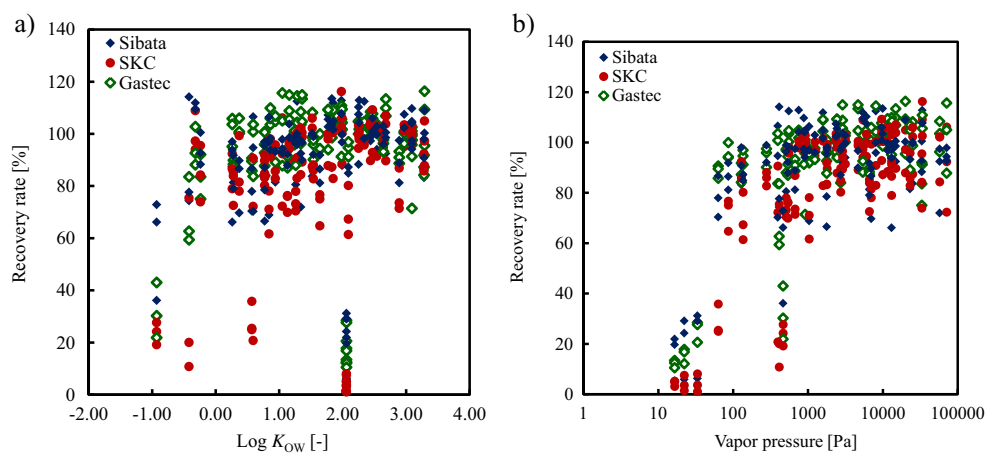 a)
140
120
100
80
60
40
20
0
Recovery rate [%]
Sibata
SKC
Gastec
-2.00 -1.00 0.00 1.00 2.00 3.00 4.00
Log KOW [-]
b)
140
120
100
80
60
40
20
0
Recovery rate [%]
Sibata
SKC
Gastec
1 10 100 1000 10000 100000
Vapor pressure [Pa]